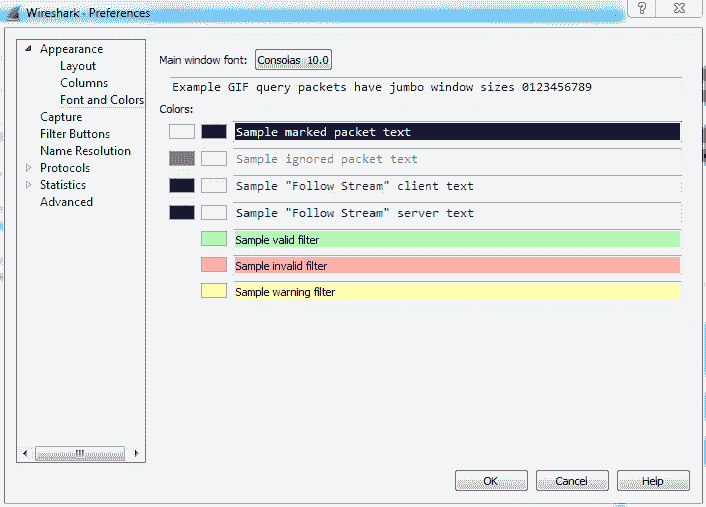 Wireshark · Preferences
Appearance
Layout
Columns
Font and Colors
Capture
Filter Buttons
Name Resolution
Protocols
Statistics
Advanced
Main window font: Consolas 10.0
Example GIF query packets have jumbo window sizes 0123456789
Colors:
Sample marked packet text
Sample ignored packet text
Sample "Follow Stream" client text
Sample "Follow Stream" server text
Sample valid filter
Sample invalid filter
Sample warning filter
OK Cancel Help